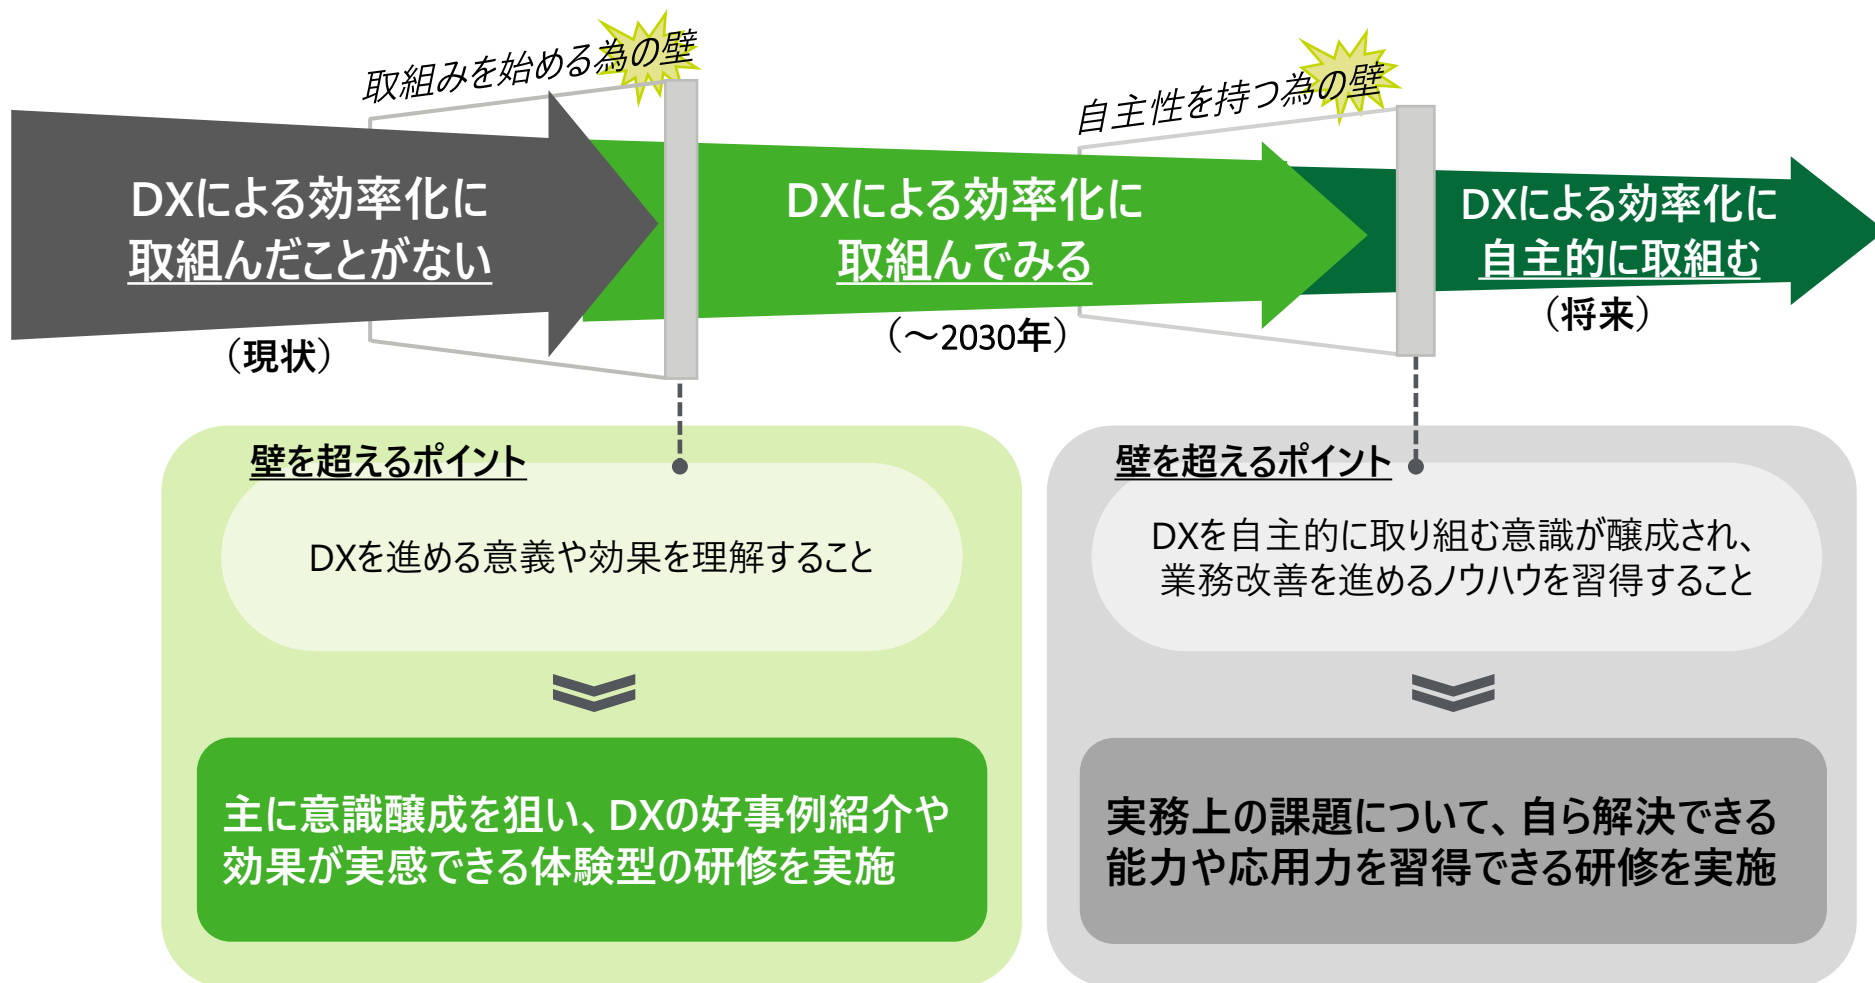 取組みを始める為の壁
自主性を持つ為の壁
DXによる効率化に
取組んだことがない
（現状）
DXによる効率化に
取組んでみる
（～2030年）
DXによる効率化に
自主的に取組む
（将来）
壁を超えるポイント
DXを進める意義や効果を理解すること
主に意識醸成を狙い、DXの好事例紹介や
効果が実感できる体験型の研修を実施
壁を超えるポイント
DXを自主的に取り組む意識が醸成され、
業務改善を進めるノウハウを習得すること
実務上の課題について、自ら解決できる
能力や応用力を習得できる研修を実施